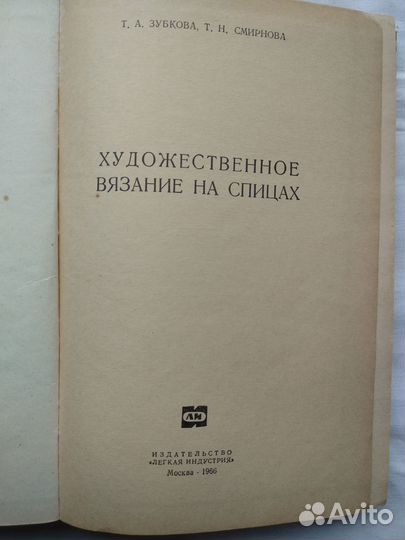 Т. А. ЗУБКОВА, Т. Н. СМИРНОВА
ХУДОЖЕСТВЕННОЕ
ВЯЗАНИЕ НА СПИЦАХ
ЛИ
ИЗДАТЕЛЬСТВО
«ЛЕГКАЯ ИНДУСТРИЯ»
Москва - 1966
Avito